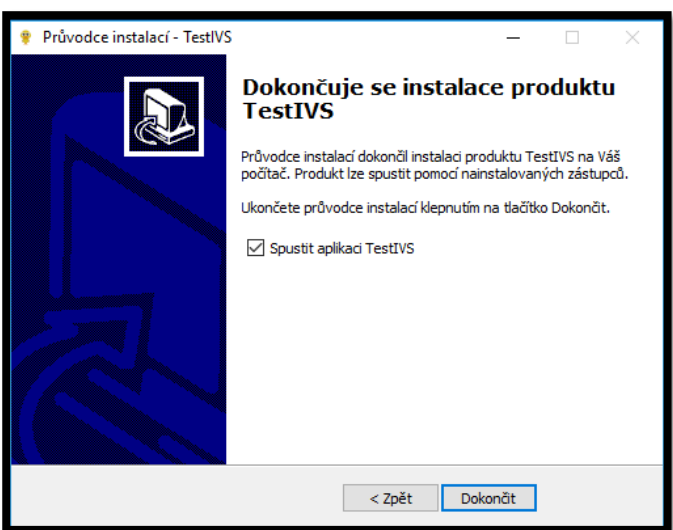 Průvodce instalací - TestIVS
Dokončuje se instalace produktu
TestIVS
Průvodce instalací dokončil instalaci produktu TestIVS na Váš
počítač. Produkt lze spustit pomocí nainstalovaných zástupců.
Ukončete průvodce instalací klepnutím na tlačítko Dokončit.
Spustit aplikaci TestIVS
< Zpět
Dokončit